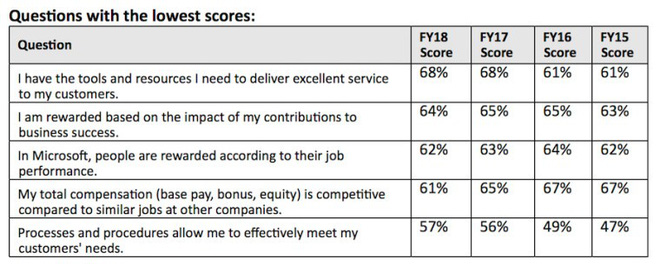 Questions with the lowest scores:
Question FY18 Score FY17 Score FY16 Score FY15 Score
I have the tools and resources I need to deliver excellent service 68% 68% 61% 61%
to my customers.
I am rewarded based on the impact of my contributions to 64% 65% 65% 63%
business success.
In Microsoft, people are rewarded according to their job 62% 63% 64% 62%
performance.
My total compensation (base pay, bonus, equity) is competitive 61% 65% 67% 67%
compared to similar jobs at other companies.
Processes and procedures allow me to effectively meet my 57% 56% 49% 47%
customers' needs.